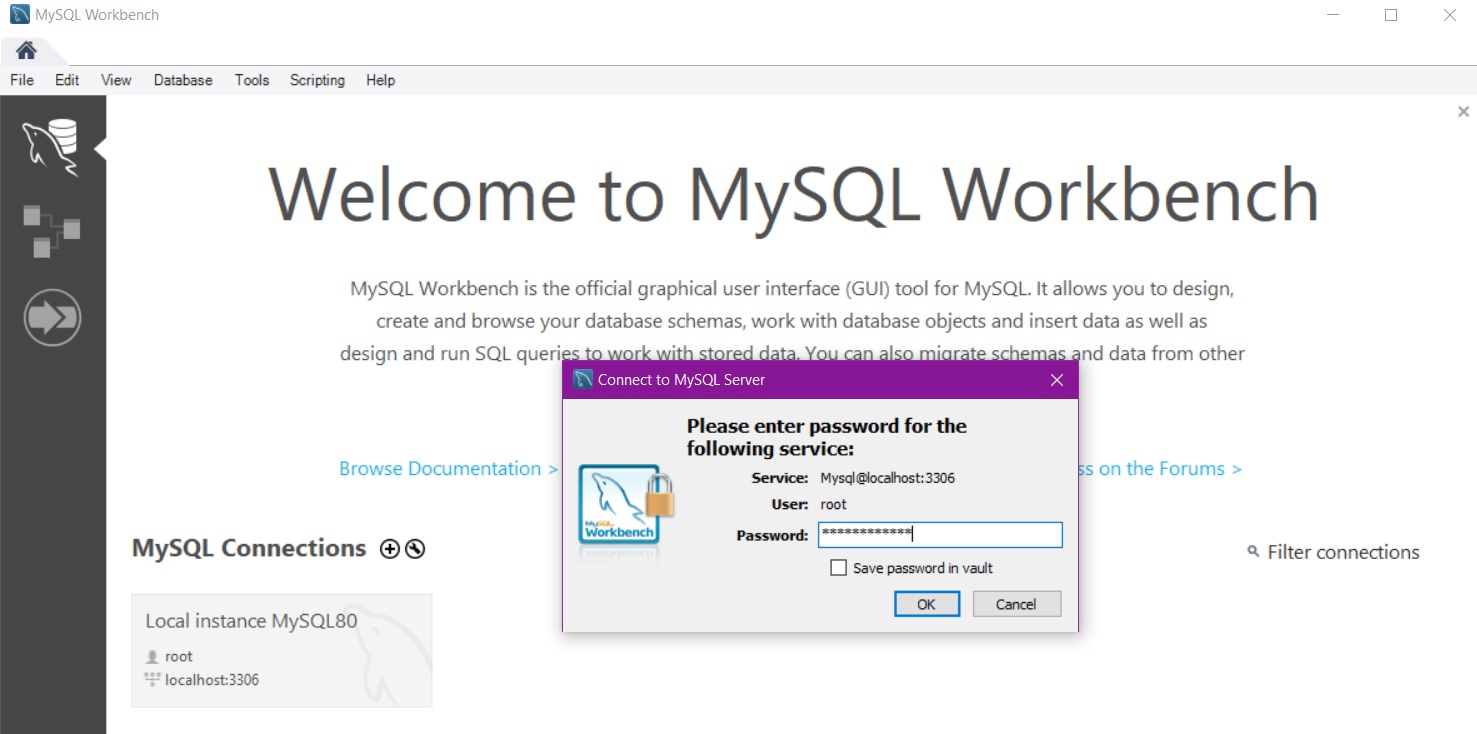 MySQL Workbench
File Edit View Database Tools Scripting Help
Welcome to MySQL Workbench
MySQL Workbench is the official graphical user interface (GUI) tool for MySQL. It allows you to design,
create and browse your database schemas, work with database objects and insert data as well as
design and run SQL queries to work with stored data. You can also migrate schemas and data from other
Browse Documentation >
on the Forums >
Connect to MySQL Server
Please enter password for the
following service:
Service: Mysql@localhost:3306
User: root
Password: ************
Save password in vault
OK Cancel
MySQL
Workbench
MySQL Connections
Filter connections
Local instance MySQL80
root
localhost:3306